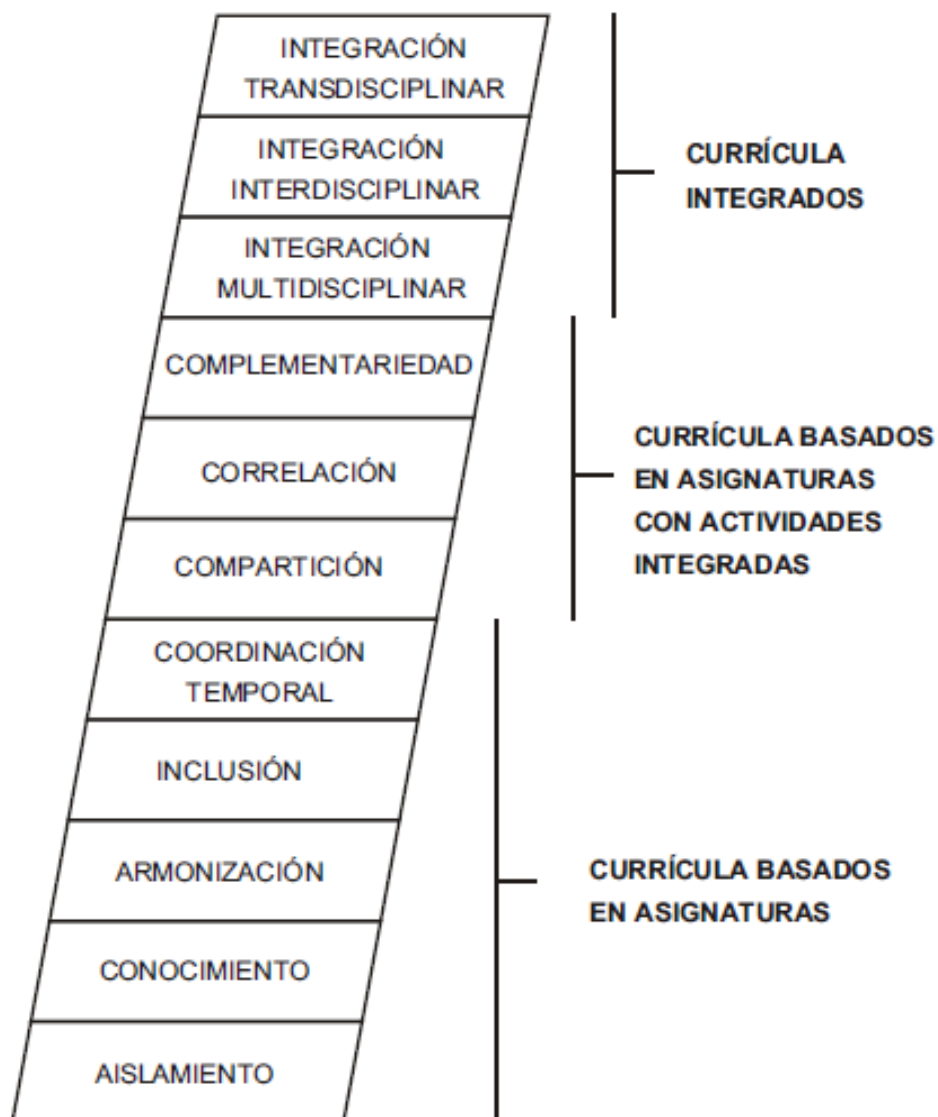 INTEGRACIÓN
TRANSDISCIPLINAR
INTEGRACIÓN
INTERDISCIPLINAR
INTEGRACIÓN
MULTIDISCIPLINAR
CURRÍCULA
INTEGRADOS
COMPLEMENTARIEDAD
CORRELACIÓN
COMPARTICIÓN
CURRÍCULA BASADOS
EN ASIGNATURAS
CON ACTIVIDADES
INTEGRADAS
COORDINACIÓN
TEMPORAL
INCLUSIÓN
ARMONIZACIÓN
CONOCIMIENTO
AISLAMIENTO
CURRÍCULA BASADOS
EN ASIGNATURAS